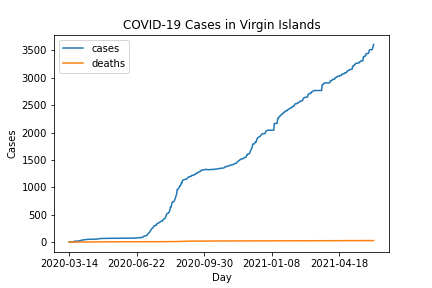 COVID-19 Cases in Virgin Islands
cases
deaths
Cases
3500
3000
2500
2000
1500
1000
500
0
2020-03-14 2020-06-22 2020-09-30 2021-01-08 2021-04-18
Day